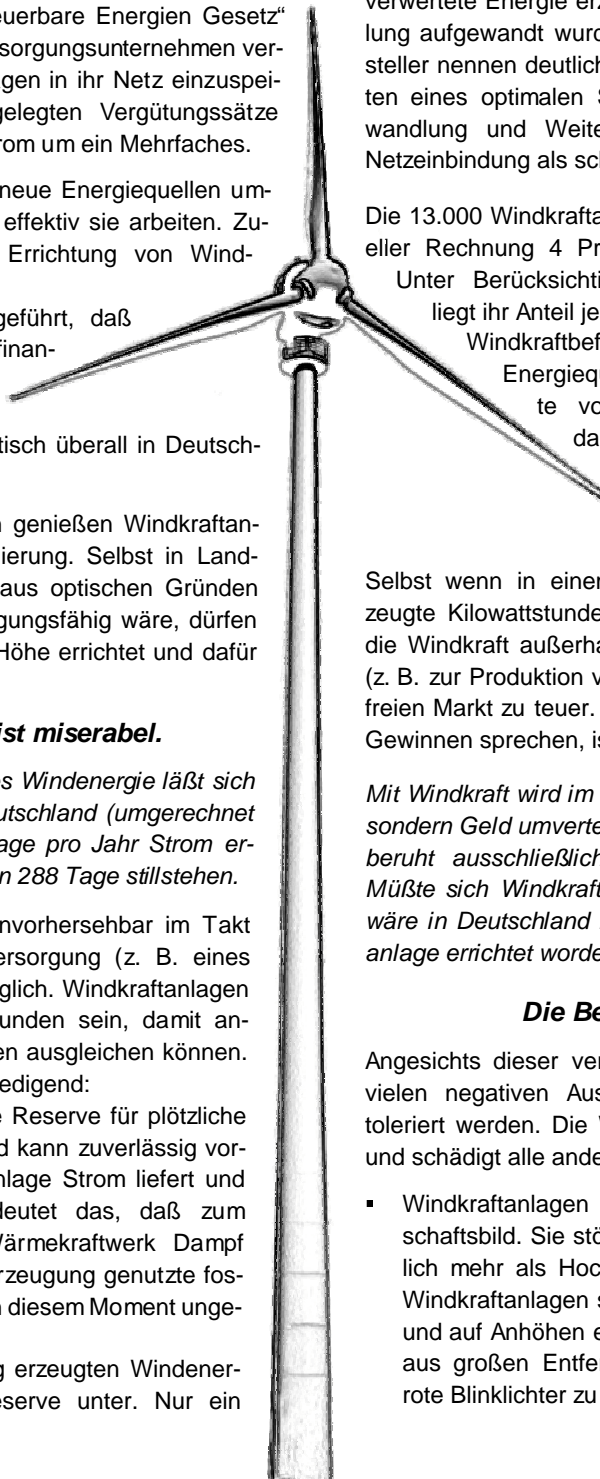 euerbare Energien Gesetz“
sorgungsunternehmen ver-
gen in ihr Netz einzuspei-
gelegten Vergütungssätze
rom um ein Mehrfaches.
neue Energiequellen um-
effektiv sie arbeiten. Zu-
Errichtung von Wind-
geführt, daß
finan-
tisch überall in Deutsch-
n genießen Windkraftan-
ierung. Selbst in Land-
aus optischen Gründen
gungsfähig wäre, dürfen
Höhe errichtet und dafür
ist miserabel.
es Windenergie läßt sich
eutschland (umgerechnet
age pro Jahr Strom er-
n 288 Tage stillstehen.
nvorhersehbar im Takt
ersorgung (z. B. eines
glich. Windkraftanlagen
unden sein, damit an-
en ausgleichen können.
edigend:
e Reserve für plötzliche
d kann zuverlässig vor-
nlage Strom liefert und
deutet das, daß zum
Wärmekraftwerk Dampf
rzeugung genutzte fos-
n diesem Moment unge-
g erzeugten Windener-
eserve unter. Nur ein
verwertete Energie erz
lung aufgewandt wurd
steller nennen deutlich
ten eines optimalen S
wandlung und Weite
Netzeinbindung als sch
Die 13.000 Windkrafta
eller Rechnung 4 Pr
Unter Berücksichti
liegt ihr Anteil je
Windkraftbef
Energiequ
te vo
da
Selbst wenn in einer
zeugte Kilowattstunde
die Windkraft außerha
(z. B. zur Produktion v
freien Markt zu teuer.
Gewinnen sprechen, is
Mit Windkraft wird im
sondern Geld umverte
beruht ausschließlich
Müßte sich Windkraft
wäre in Deutschland
anlage errichtet worde
Die Be
Angesichts dieser ver
vielen negativen Aus
toleriert werden. Die
und schädigt alle ande
▪ Windkraftanlagen
schaftsbild. Sie stö
lich mehr als Hoc
Windkraftanlagen s
und auf Anhöhen e
aus großen Entfer
rote Blinklichter zu